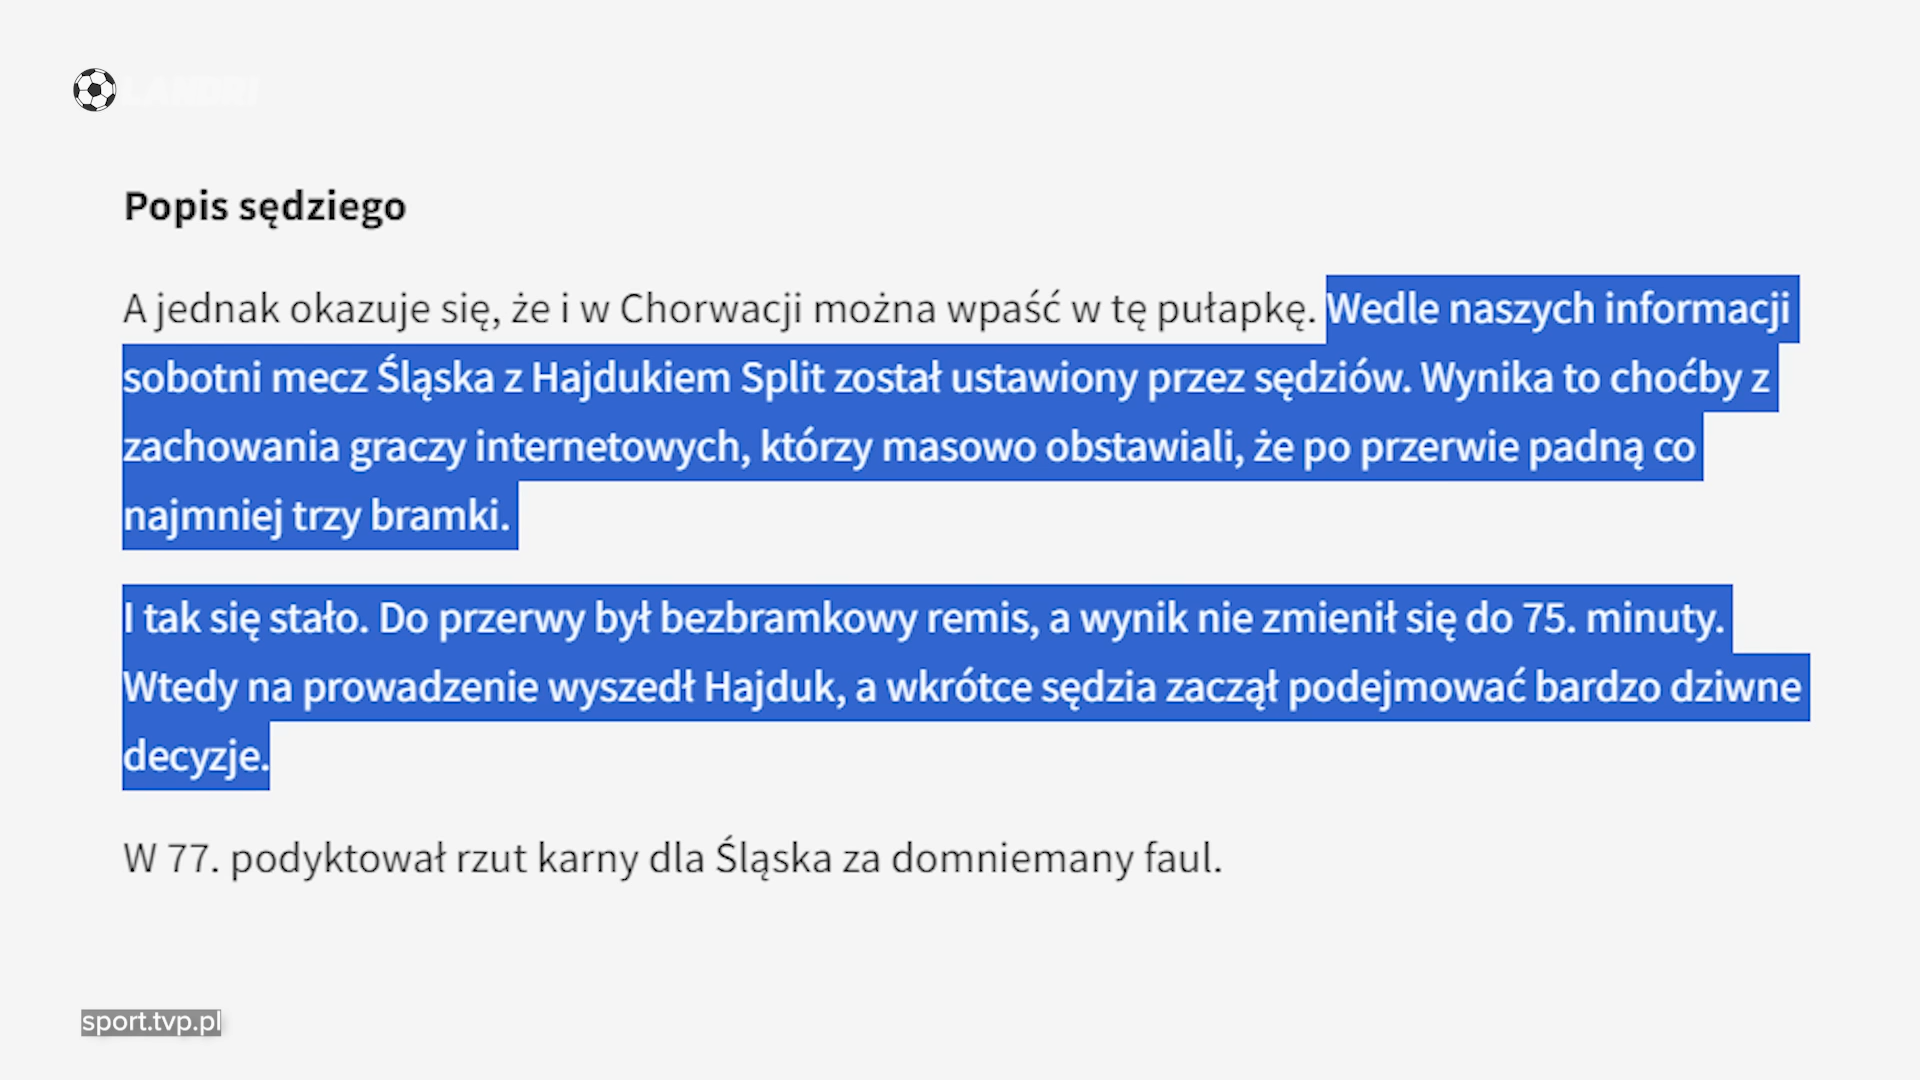 LANDRI
Popis sędziego
A jednak okazuje się, że i w Chorwacji można wpaść w tę pułapkę. Wedle naszych informacji
sobotni mecz Śląska z Hajdukiem Split został ustawiony przez sędziów. Wynika to choćby z
zachowania graczy internetowych, którzy masowo obstawiali, że po przerwie padną co
najmniej trzy bramki.
I tak się stało. Do przerwy był bezbramkowy remis, a wynik nie zmienił się do 75. minuty.
Wtedy na prowadzenie wyszedł Hajduk, a wkrótce sędzia zaczął podejmować bardzo dziwne
decyzje.
W 77. podyktował rzut karny dla Śląska za domniemany faul.
sport.tvp.pl